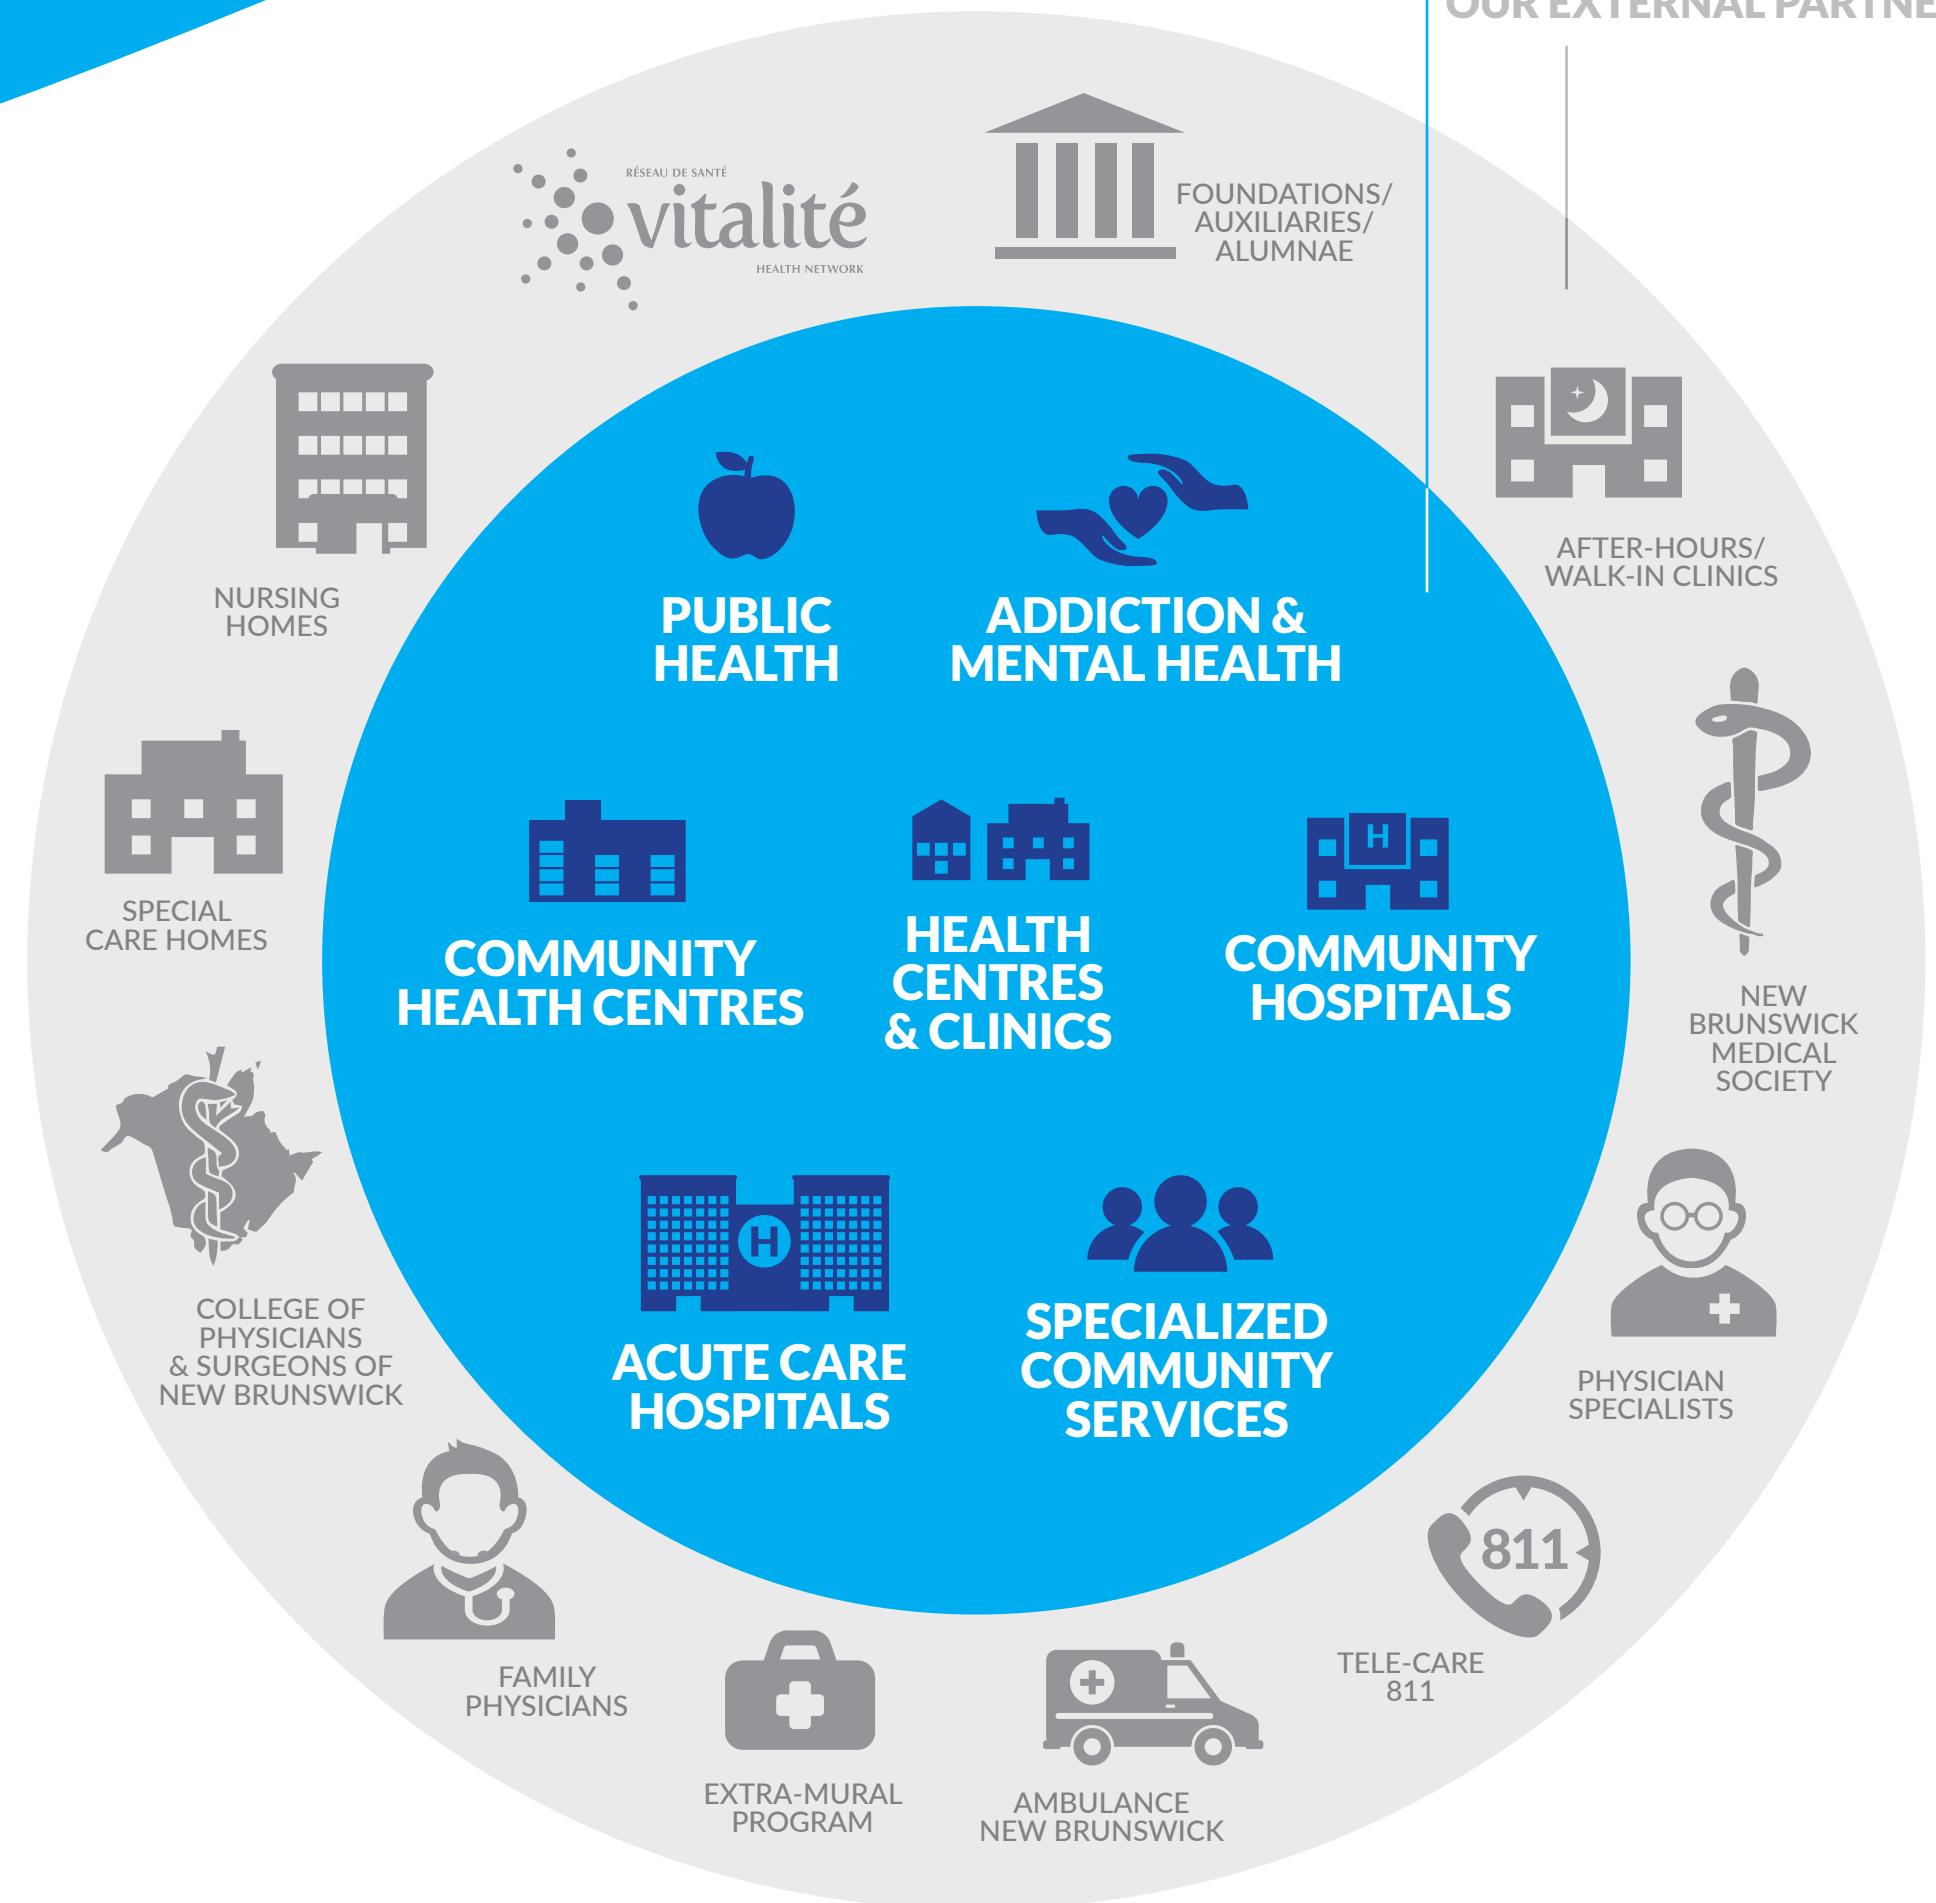 OUR EXTERNAL
RÉSEAU DE SANTÉ
vitalité
HEALTH NETWORK
FOUNDATIONS/
AUXILIARIES/
ALUMNAE
NURSING
HOMES
AFTER-HOURS/
WALK-IN CLINICS
PUBLIC
HEALTH
ADDICTION &
MENTAL HEALTH
SPECIAL
CARE HOMES
COMMUNITY
HEALTH CENTRES
HEALTH
CENTRES
& CLINICS
H
COMMUNITY
HOSPITALS
NEW
BRUNSWICK
MEDICAL
SOCIETY
COLLEGE OF
PHYSICIANS
& SURGEONS OF
NEW BRUNSWICK
H
ACUTE CARE
HOSPITALS
SPECIALIZED
COMMUNITY
SERVICES
PHYSICIAN
SPECIALISTS
FAMILY
PHYSICIANS
811
TELE-CARE
811
EXTRA-MURAL
PROGRAM
AMBULANCE
NEW BRUNSWICK